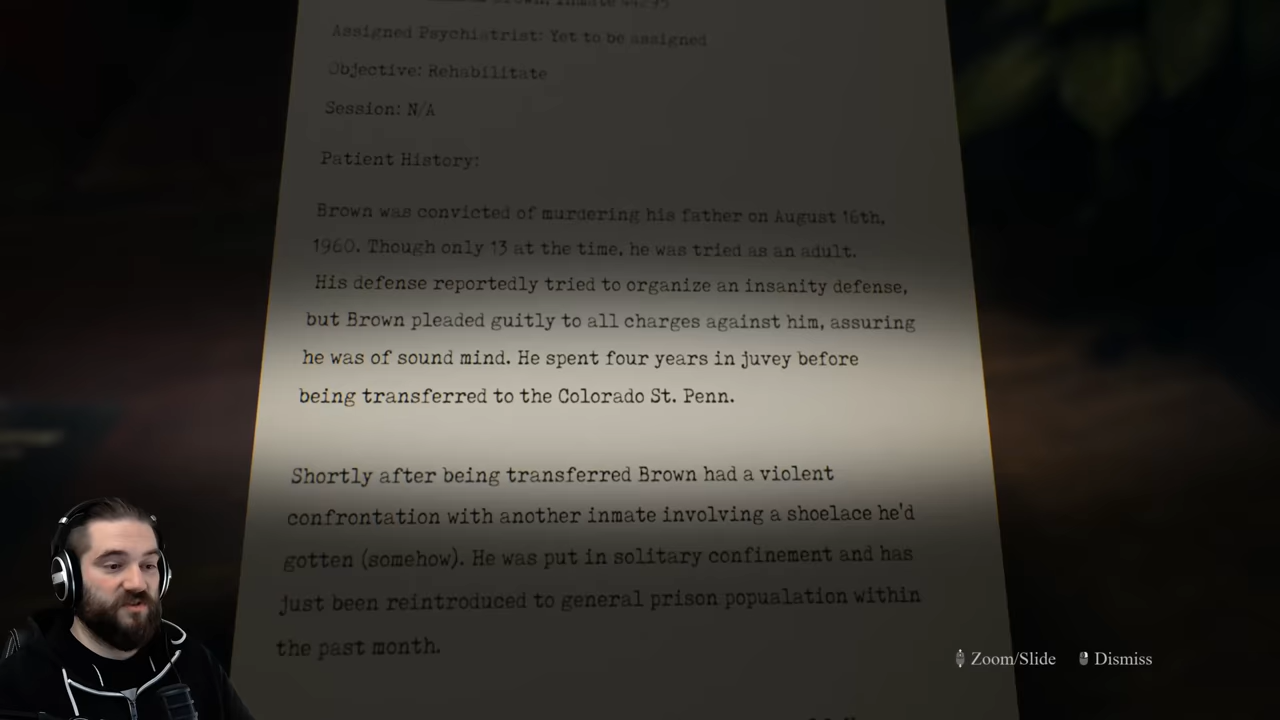 Brown, Inmate
Assigned Psychiatrist: Yet to be assigned
Objective: Rehabilitate
Session: N/A
Patient History:
Brown was convicted of murdering his father on August 16th,
1960. Though only 13 at the time, he was tried as an adult.
His defense reportedly tried to organize an insanity defense,
but Brown pleaded guitly to all charges against him, assuring
he was of sound mind. He spent four years in juvey before
being transferred to the Colorado St. Penn.
Shortly after being transferred Brown had a violent
confrontation with another inmate involving a shoelace he'd
gotten (somehow). He was put in solitary confinement and has
just been reintroduced to general prison popualation within
the past month.
Zoom/Slide Dismiss